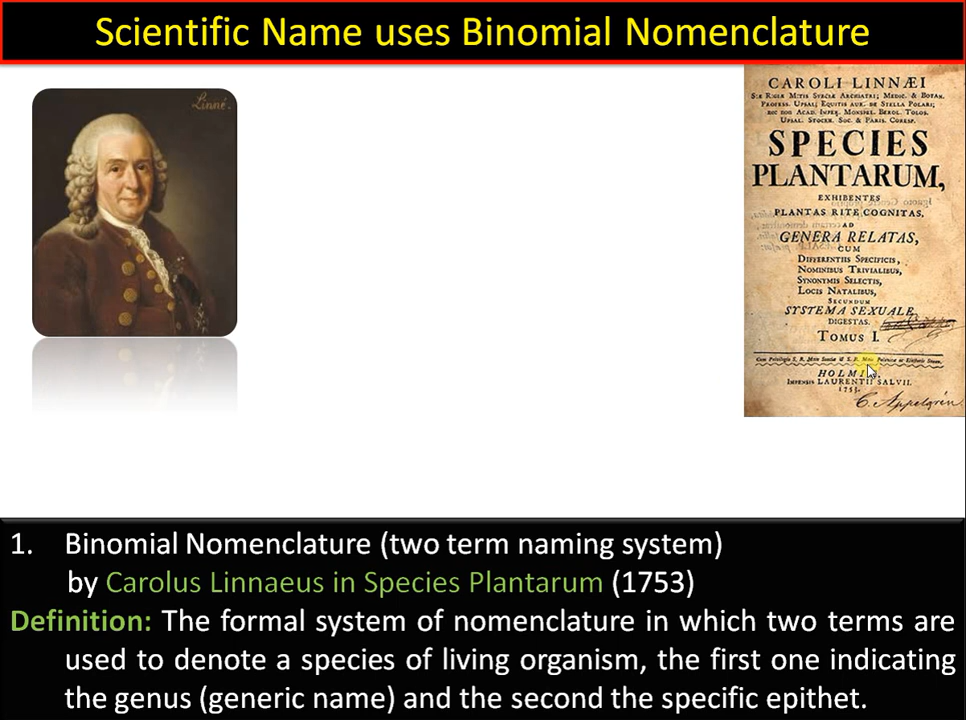 Scientific Name uses Binomial Nomenclature
Linné.
CAROLI LINNÆI
SPECIES
PLANTARUM,
EXHIBENTES
PLANTAS RITE COGNITAS,
AD
GENERA RELATAS,
CUM
DIFFERENTIIS SPECIFICIS,
NOMINIBUS TRIVIALIBUS,
SYNONYMIS SELECTIS,
LOCIS NATALIBUS,
SECUNDUM
SYSTEMA SEXUALE
DIGESTAS.
TOMUS I.
IMPENSIS LAURENTII SALVII.
1753.
1. Binomial Nomenclature (two term naming system)
by Carolus Linnaeus in Species Plantarum (1753)
Definition: The formal system of nomenclature in which two terms are
used to denote a species of living organism, the first one indicating
the genus (generic name) and the second the specific epithet.